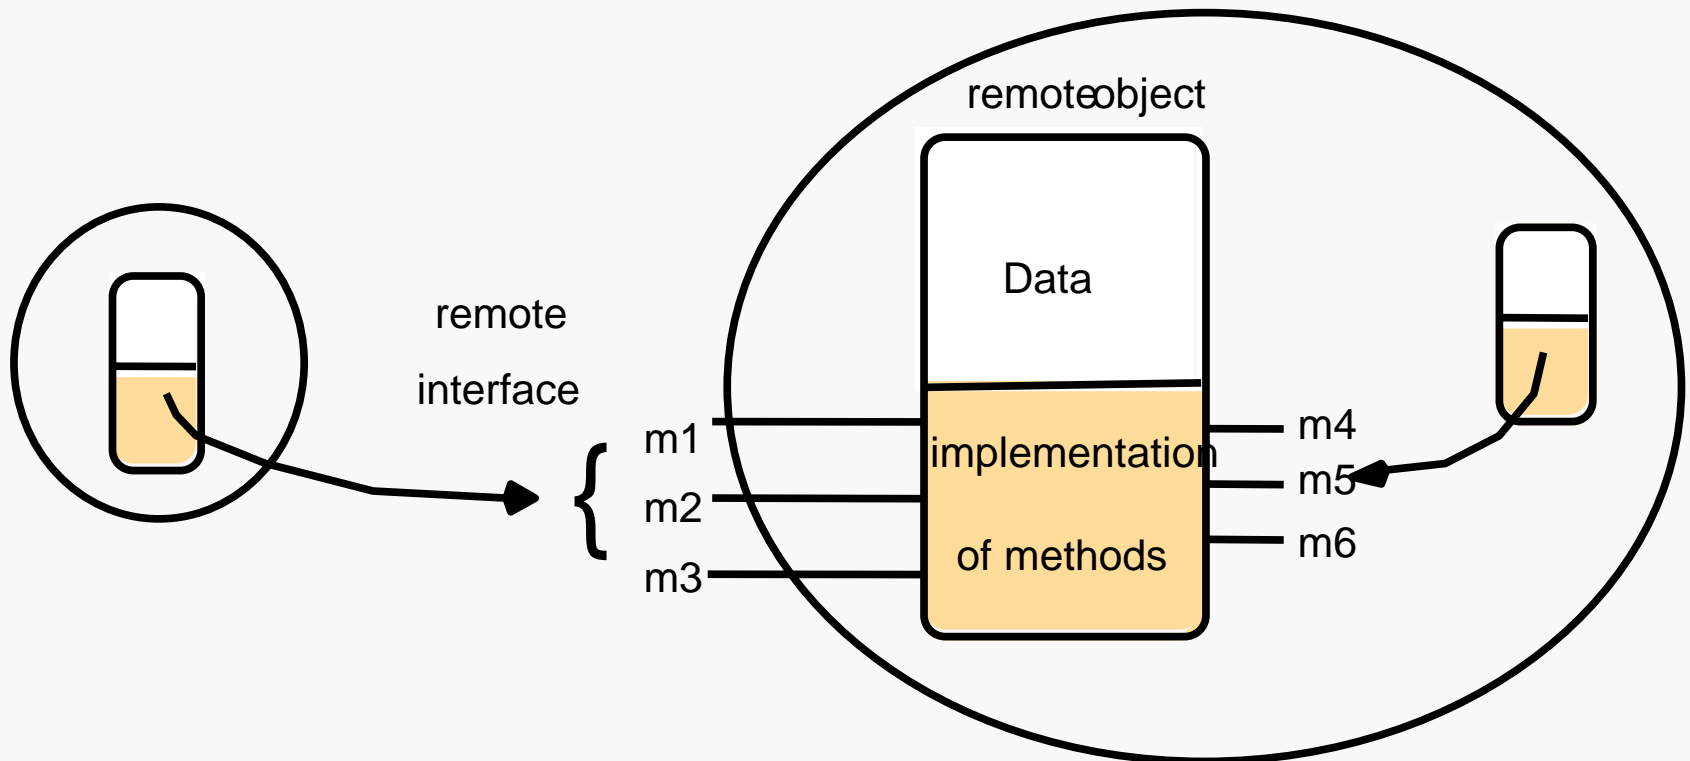 remoteobject
Data
remote
interface
{
m1
m2
m3
implementation
of methods
m4
m5
m6